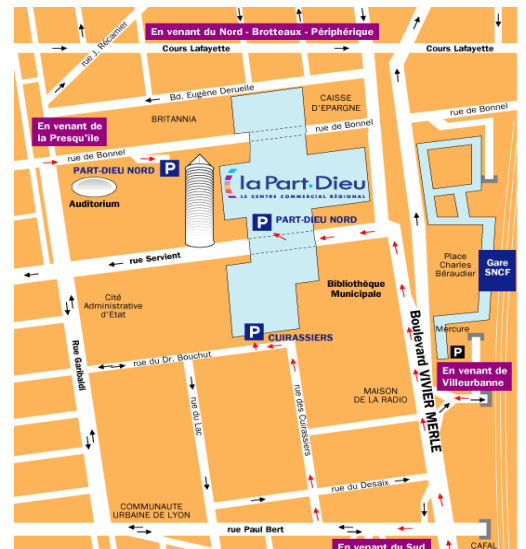 En venant du Nord - Brotteaux - Périphérique
rue J. Récamier
Cours Lafayette
Cours Lafayette
Bd. Eugène Deruelle
CAISSE
D'EPARGNE
BRITANNIA
En venant de
la Presqu'île
rue de Bonnel
rue de Bonnel
rue de Bonnel
PART-DIEU NORD
P
la Part-Dieu
LE CENTRE COMMERCIAL RÉGIONAL
Auditorium
P
PART-DIEU NORD
rue Servient
Place
Charles
Béraudier
Gare
SNCF
Bibliothèque
Municipale
Cité
Administrative
d'Etat
Mercure
P
P
CUIRASSIERS
Rue Garibaldi
rue du Dr. Bouchut
Boulevard VIVIER MERLE
En venant de
Villeurbanne
rue du Lac
rue des Cuirassiers
MAISON
DE LA RADIO
rue du Desaix
COMMUNAUTE
URBAINE DE LYON
rue Paul Bert
En venant du Sud
CAFAL